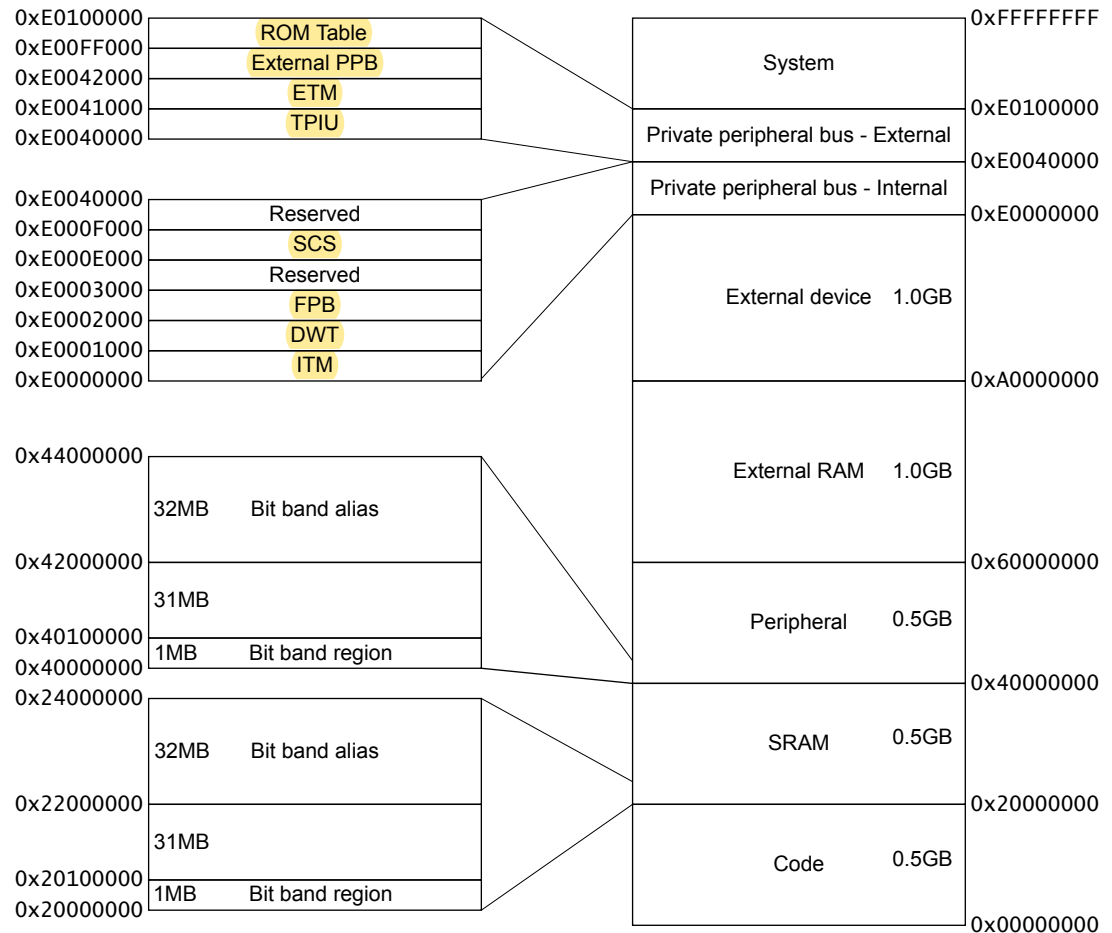 0xE0100000
ROM Table
0xE00FF000
External PPB
0xE0042000
ETM
0xE0041000
TPIU
0xE0040000
0xE0040000
Reserved
0xE000F000
SCS
0xE000E000
Reserved
0xE0003000
FPB
0xE0002000
DWT
0xE0001000
ITM
0xE0000000
0x44000000
32MB Bit band alias
0x42000000
31MB
0x40100000
1MB Bit band region
0x40000000
0x24000000
32MB Bit band alias
0x22000000
31MB
0x20100000
1MB Bit band region
0x20000000
0xFFFFFFFF
System
0xE0100000
Private peripheral bus - External
0xE0040000
Private peripheral bus - Internal
0xE0000000
External device 1.0GB
0xA0000000
External RAM 1.0GB
0x60000000
Peripheral 0.5GB
0x40000000
SRAM 0.5GB
0x20000000
Code 0.5GB
0x00000000